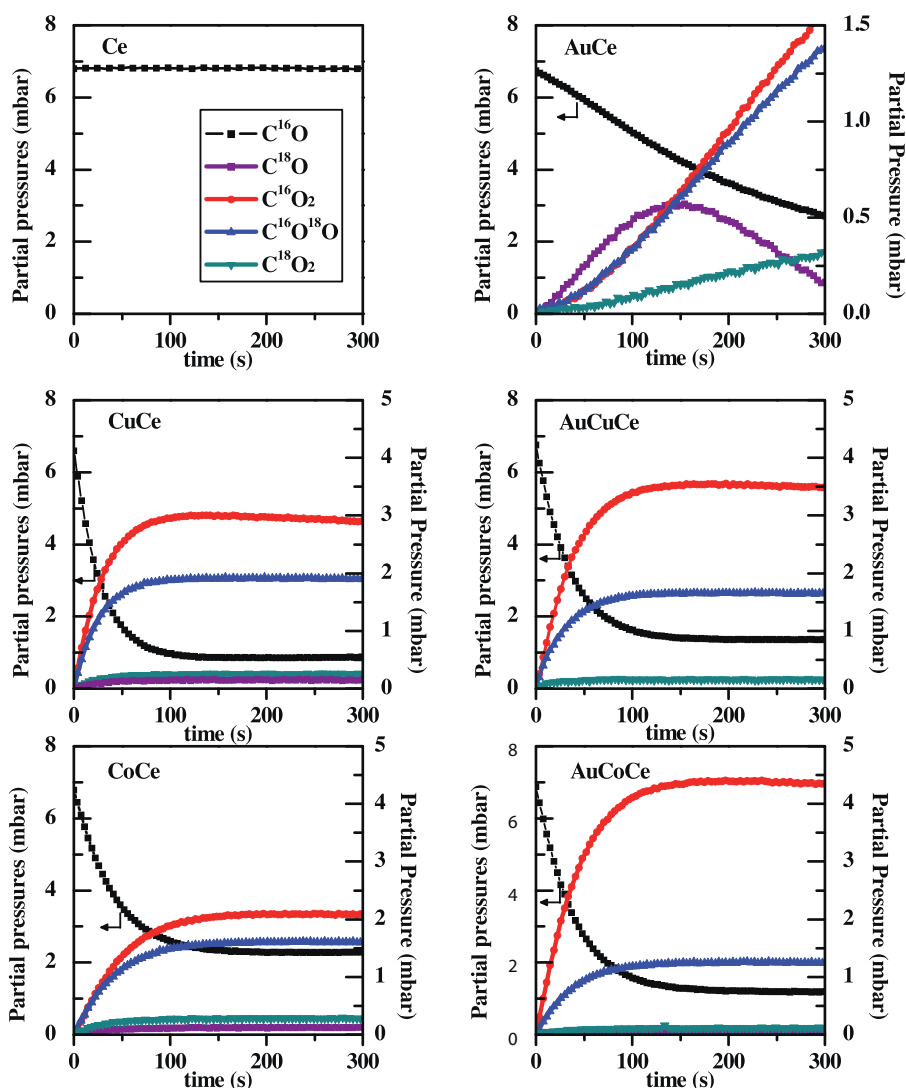 Ce
Partial pressures (mbar)
8
6
4
2
0
C¹⁶O
C¹⁸O
C¹⁶O₂
C¹⁶O¹⁸O
C¹⁸O₂
0 100 200 300
time (s)
AuCe
Partial pressures (mbar)
8
6
4
2
0
1.5
1.0
0.5
0.0
Partial Pressure (mbar)
0 100 200 300
time (s)
CuCe
Partial pressures (mbar)
8
6
4
2
0
5
4
3
2
1
0
Partial Pressure (mbar)
0 100 200 300
time (s)
AuCuCe
Partial pressures (mbar)
8
6
4
2
0
5
4
3
2
1
0
Partial Pressure (mbar)
0 100 200 300
time (s)
CoCe
Partial pressures (mbar)
8
6
4
2
0
5
4
3
2
1
0
Partial Pressure (mbar)
0 100 200 300
time (s)
AuCoCe
Partial pressures (mbar)
8
6
4
2
0
5
4
3
2
1
0
Partial Pressure (mbar)
0 100 200 300
time (s)